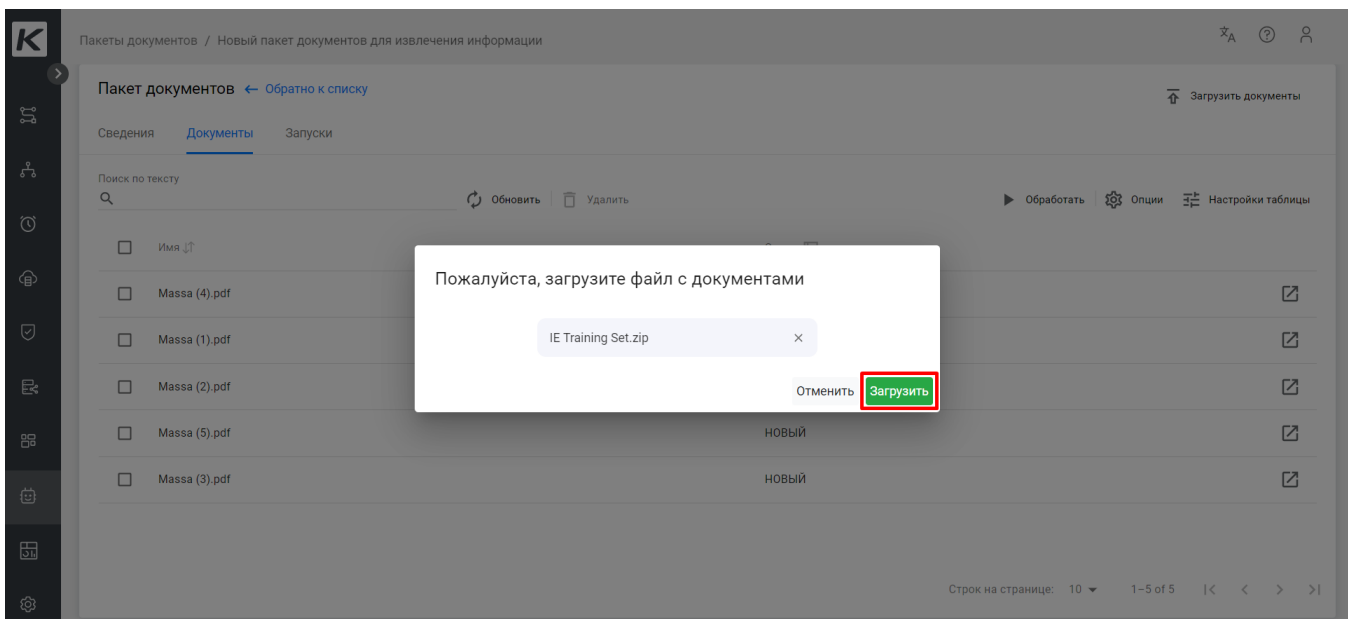 K
Пакеты документов / Новый пакет документов для извлечения информации
Пакет документов ← Обратно к списку
Загрузить документы
Сведения Документы Запуски
Поиск по тексту
Обновить Удалить Обработать Опции Настройки таблицы
Имя
Пожалуйста, загрузите файл с документами
IE Training Set.zip
Отменить Загрузить
Massa (4).pdf
Massa (1).pdf
Massa (2).pdf
Massa (5).pdf НОВЫЙ
Massa (3).pdf НОВЫЙ
Строк на странице: 10 1–5 of 5